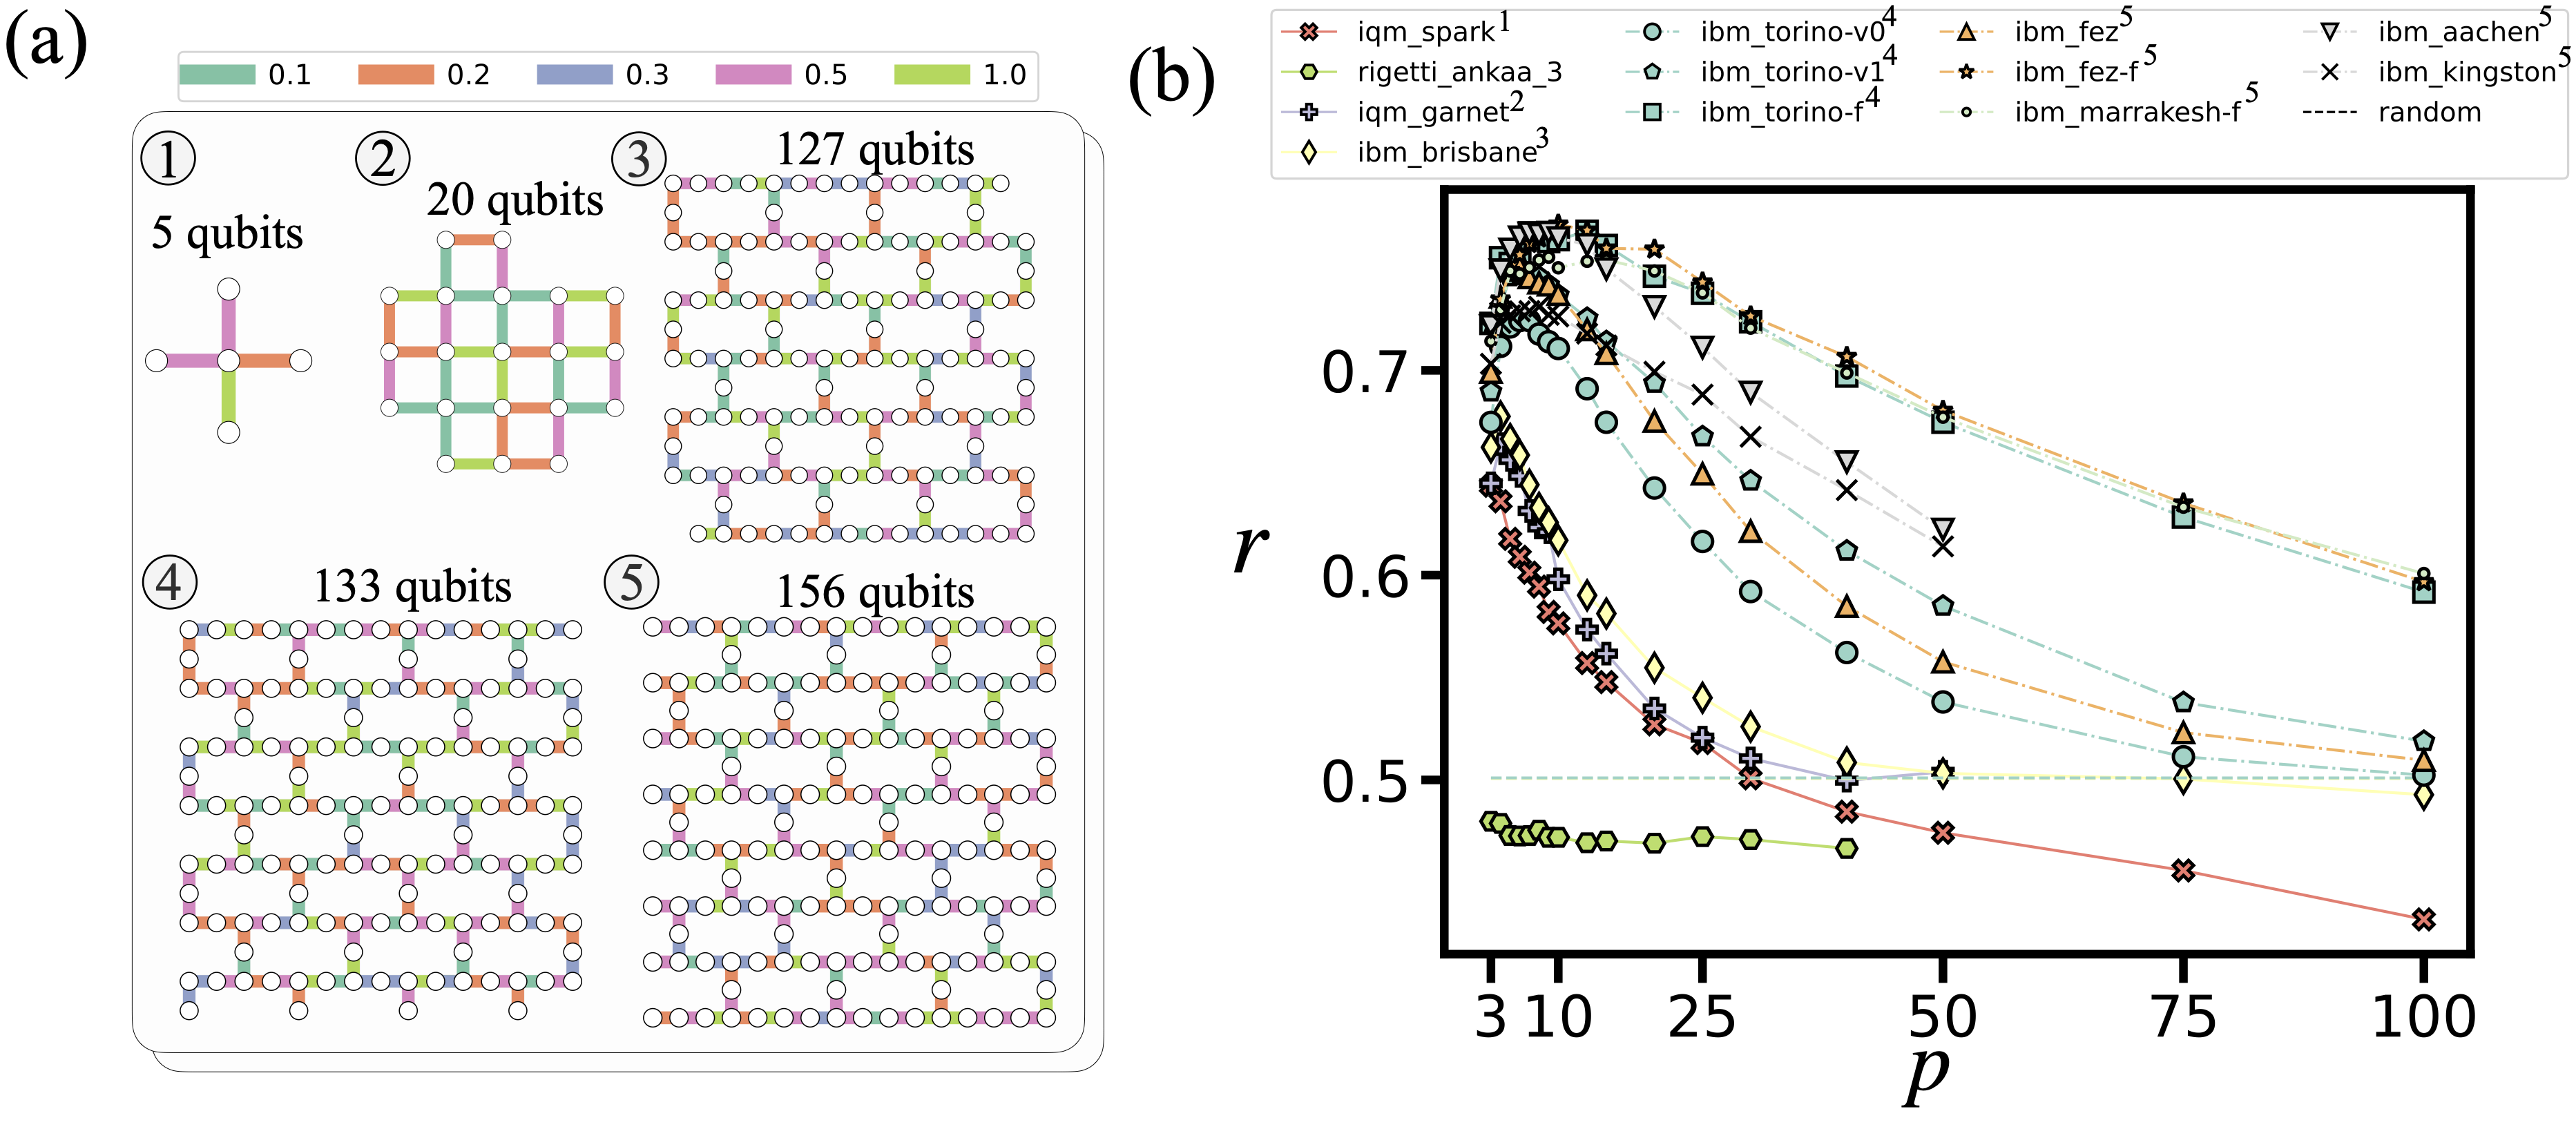 (a)
0.1 0.2 0.3 0.5 1.0
1 2 3
127 qubits
20 qubits
5 qubits
4 5
133 qubits 156 qubits
(b)
iqm_spark¹ ibm_torino-v0⁴ ibm_fez⁵ ibm_aachen⁵
rigetti_ankaa_3 ibm_torino-v1⁴ ibm_fez-f⁵ ibm_kingston⁵
iqm_garnet² ibm_torino-f⁴ ibm_marrakesh-f⁵ random
ibm_brisbane³
0.7
r
0.6
0.5
3 10 25 50 75 100
p